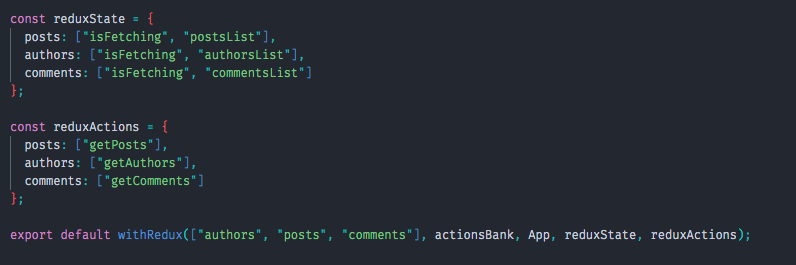 const reduxState = {
  posts: ["isFetching", "postsList"],
  authors: ["isFetching", "authorsList"],
  comments: ["isFetching", "commentsList"]
};

const reduxActions = {
  posts: ["getPosts"],
  authors: ["getAuthors"],
  comments: ["getComments"]
};

export default withRedux(["authors", "posts", "comments"], actionsBank, App, reduxState, reduxActions);